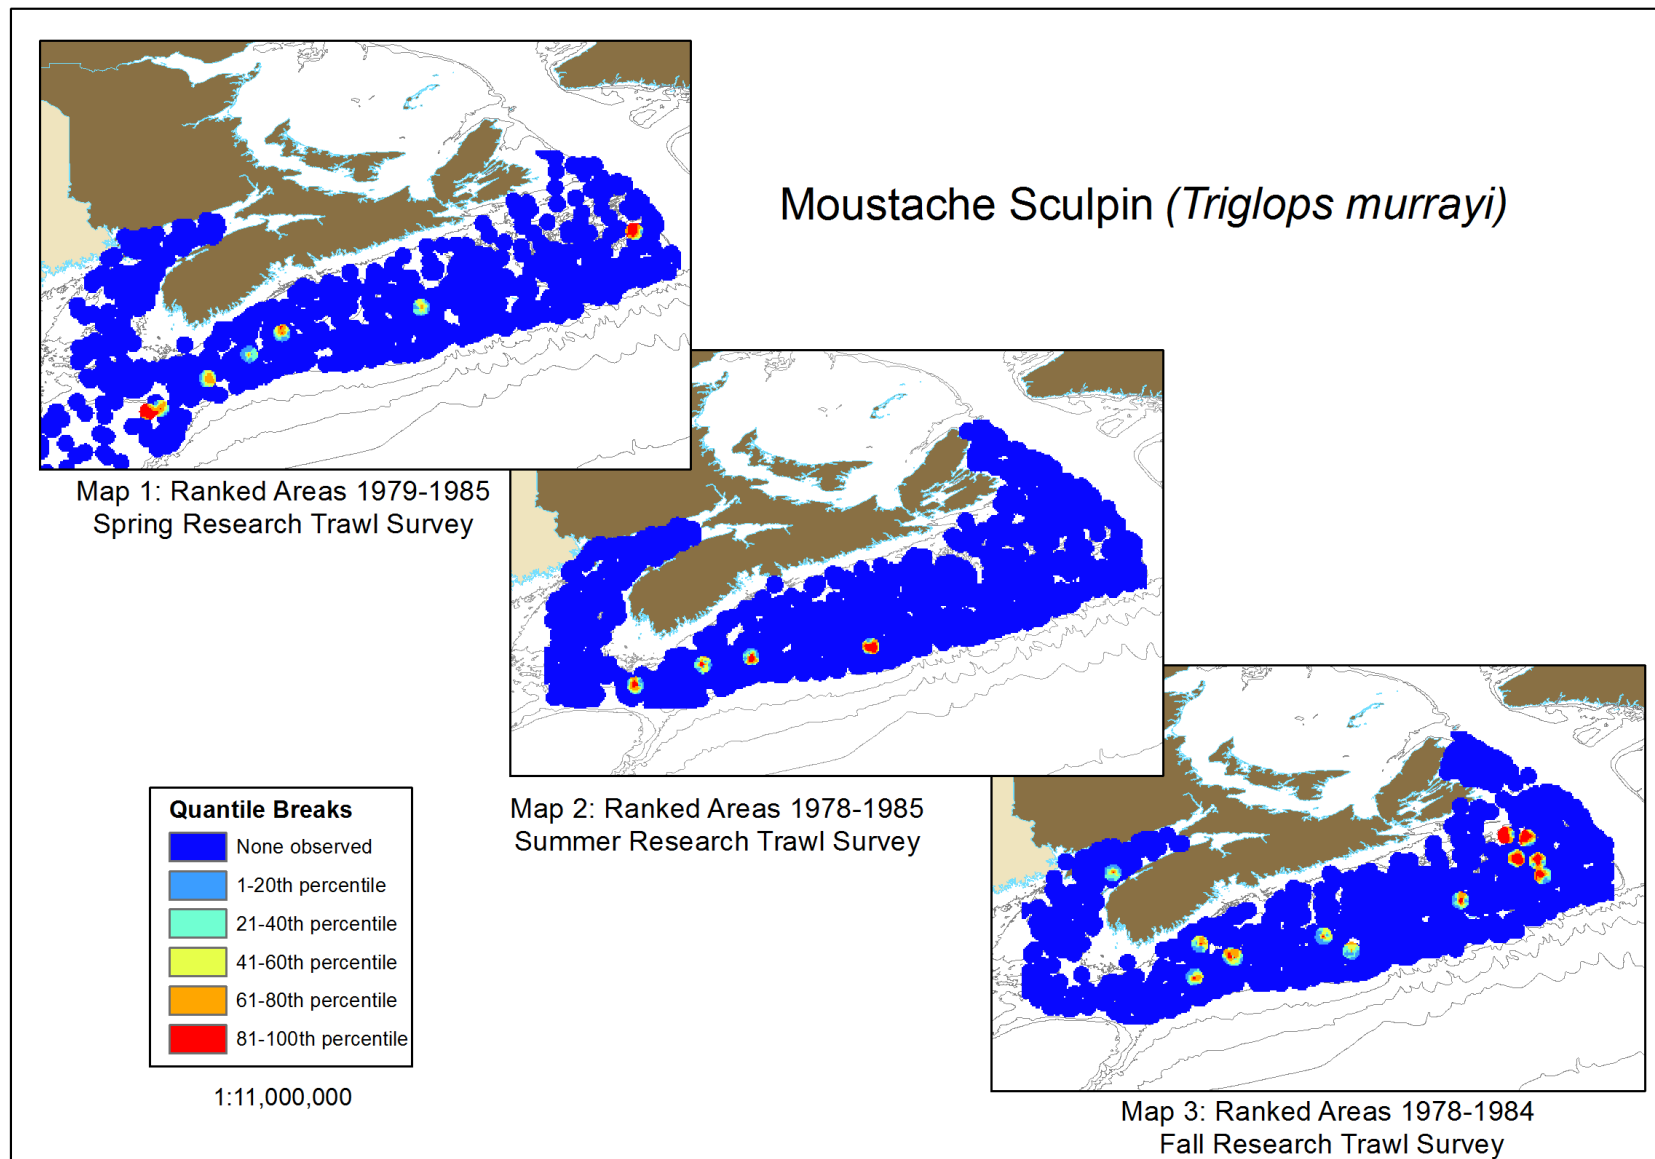 Moustache Sculpin (Triglops murrayi)
Map 1: Ranked Areas 1979-1985
Spring Research Trawl Survey
Map 2: Ranked Areas 1978-1985
Summer Research Trawl Survey
Quantile Breaks
None observed
1-20th percentile
21-40th percentile
41-60th percentile
61-80th percentile
81-100th percentile
1:11,000,000
Map 3: Ranked Areas 1978-1984
Fall Research Trawl Survey